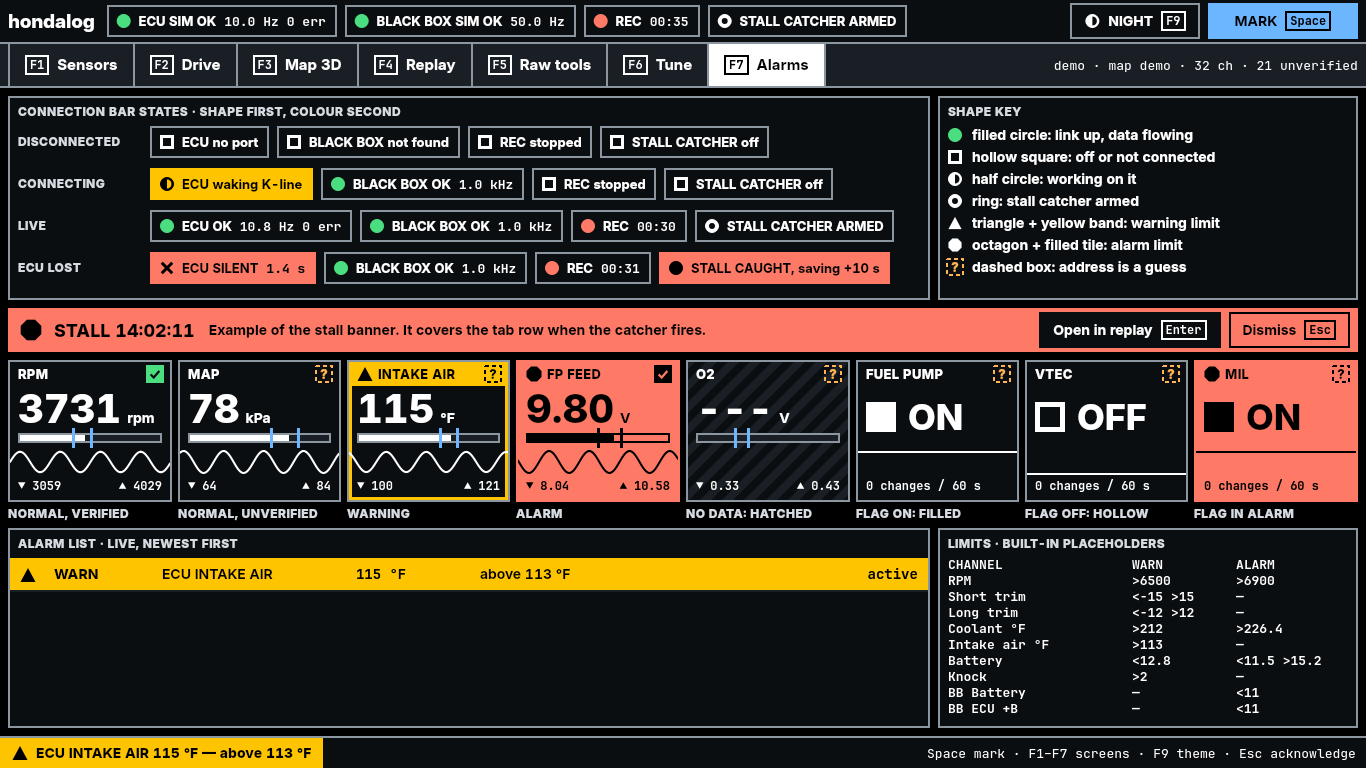 hondalog ECU SIM OK 10.0 Hz 0 err BLACK BOX SIM OK 50.0 Hz REC 00:35 STALL CATCHER ARMED NIGHT F9 MARK Space
F1 Sensors F2 Drive F3 Map 3D F4 Replay F5 Raw tools F6 Tune F7 Alarms demo · map demo · 32 ch · 21 unverified
CONNECTION BAR STATES · SHAPE FIRST, COLOUR SECOND
DISCONNECTED ECU no port BLACK BOX not found REC stopped STALL CATCHER off
CONNECTING ECU waking K-line BLACK BOX OK 1.0 kHz REC stopped STALL CATCHER off
LIVE ECU OK 10.8 Hz 0 err BLACK BOX OK 1.0 kHz REC 00:30 STALL CATCHER ARMED
ECU LOST ECU SILENT 1.4 s BLACK BOX OK 1.0 kHz REC 00:31 STALL CAUGHT, saving +10 s
SHAPE KEY
filled circle: link up, data flowing
hollow square: off or not connected
half circle: working on it
ring: stall catcher armed
triangle + yellow band: warning limit
octagon + filled tile: alarm limit
? dashed box: address is a guess
STALL 14:02:11 Example of the stall banner. It covers the tab row when the catcher fires. Open in replay Enter Dismiss Esc
RPM
3731 rpm
▼ 3059 ▲ 4029
NORMAL, VERIFIED
MAP ?
78 kPa
▼ 64 ▲ 84
NORMAL, UNVERIFIED
INTAKE AIR ?
115 °F
▼ 100 ▲ 121
WARNING
FP FEED
9.80 V
▼ 8.04 ▲ 10.58
ALARM
O2 ?
--- V
▼ 0.33 ▲ 0.43
NO DATA: HATCHED
FUEL PUMP ?
ON
0 changes / 60 s
FLAG ON: FILLED
VTEC ?
OFF
0 changes / 60 s
FLAG OFF: HOLLOW
MIL ?
ON
0 changes / 60 s
FLAG IN ALARM
ALARM LIST · LIVE, NEWEST FIRST
WARN ECU INTAKE AIR 115 °F above 113 °F active
LIMITS · BUILT-IN PLACEHOLDERS
CHANNEL WARN ALARM
RPM >6500 >6900
Short trim <-15 >15 —
Long trim <-12 >12 —
Coolant °F >212 >226.4
Intake air °F >113 —
Battery <12.8 <11.5 >15.2
Knock >2 —
BB Battery — <11
BB ECU +B — <11
ECU INTAKE AIR 115 °F — above 113 °F Space mark · F1–F7 screens · F9 theme · Esc acknowledge